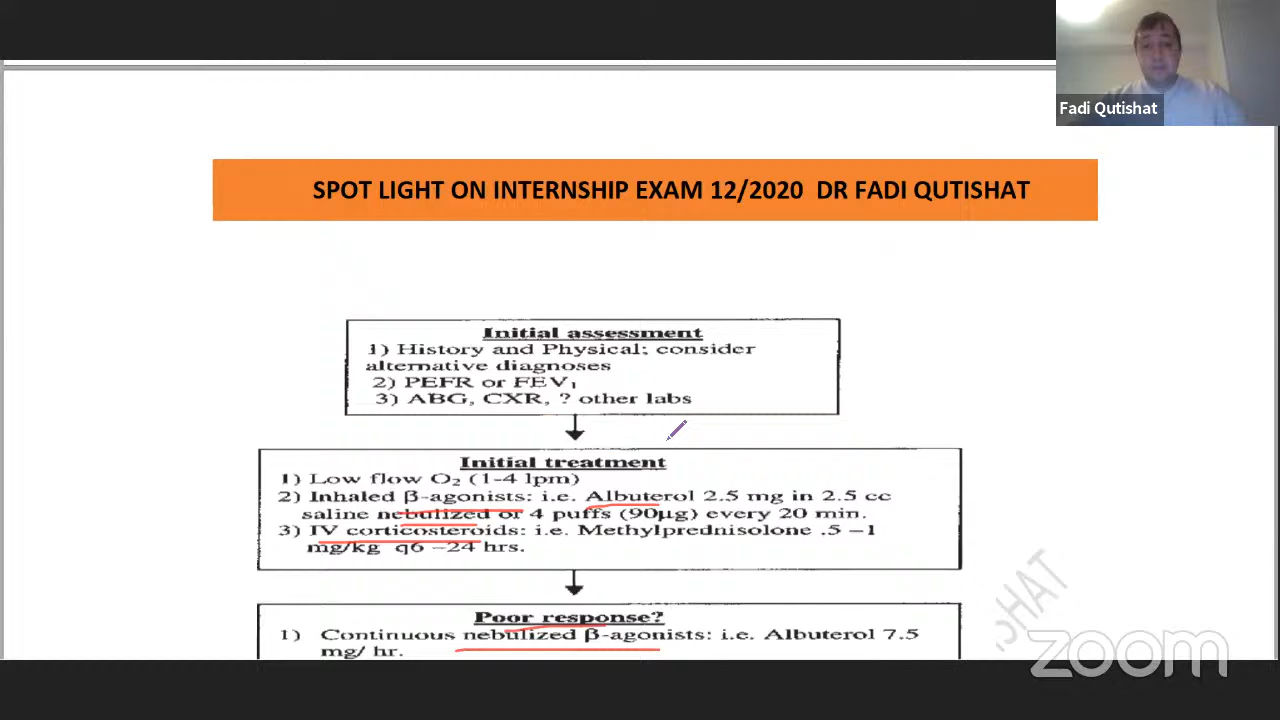 Fadi Qutishat
SPOT LIGHT ON INTERNSHIP EXAM 12/2020 DR FADI QUTISHAT
Initial assessment
1) History and Physical; consider
alternative diagnoses
2) PEFR or FEV₁
3) ABG, CXR, ? other labs
Initial treatment
1) Low flow O₂ (1-4 lpm)
2) Inhaled β-agonists: i.e. Albuterol 2.5 mg in 2.5 cc
saline nebulized or 4 puffs (90µg) every 20 min.
3) IV corticosteroids: i.e. Methylprednisolone .5 –1
mg/kg q6 –24 hrs.
Poor response?
1) Continuous nebulized β-agonists: i.e. Albuterol 7.5
mg/ hr.
SHAT
zoom